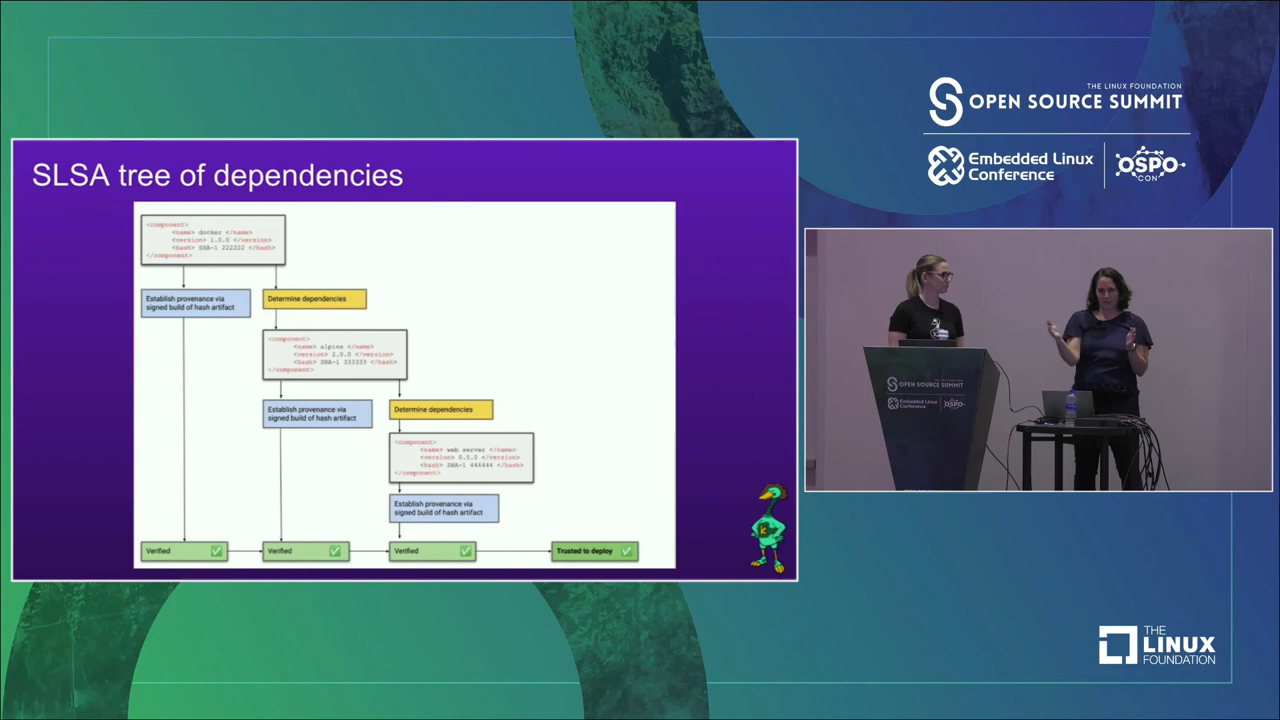 THE LINUX FOUNDATION
OPEN SOURCE SUMMIT
Embedded Linux
Conference
OSPO
CON
SLSA tree of dependencies
<component>
<name> docker </name>
<version> 1.0.0 </version>
<hash> SHA-1 222222 </hash>
</component>
Establish provenance via
signed build of hash artifact
Determine dependencies
<component>
<name> alpine </name>
<version> 2.0.0 </version>
<hash> SHA-1 333333 </hash>
</component>
Establish provenance via
signed build of hash artifact
Determine dependencies
<component>
<name> web server </name>
<version> 0.5.0 </version>
<hash> SHA-1 444444 </hash>
</component>
Establish provenance via
signed build of hash artifact
Verified
Verified
Verified
Trusted to deploy
k
OPEN SOURCE SUMMIT
Embedded Linux
Conference
OSPO
THE
LINUX
FOUNDATION